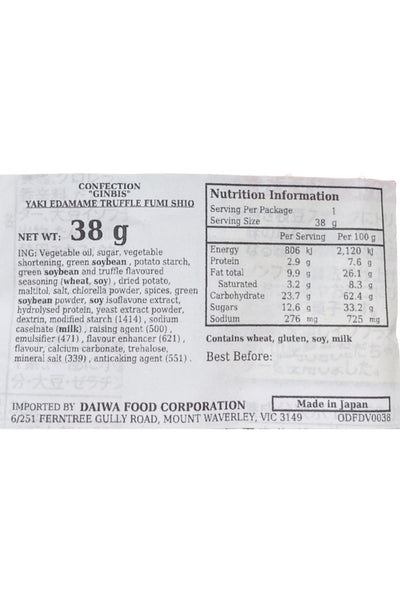 CONFECTION
"GINBIS"
YAKI EDAMAME TRUFFLE FUMI SHIO
NET WT: 38 g
ING: Vegetable oil, sugar, vegetable
shortening, green soybean , potato starch,
green soybean and truffle flavoured
seasoning (wheat, soy) , dried potato,
maltitol, salt, chlorella powder, spices, green
soybean powder, soy isoflavone extract,
hydrolysed protein, yeast extract powder,
dextrin, modified starch (1414) , sodium
caseinate (milk) , raising agent (500) ,
emulsifier (471) , flavour enhancer (621) ,
flavour, calcium carbonate, trehalose,
mineral salt (339) , anticaking agent (551) .
Nutrition Information
Serving Per Package 1
Serving Size 38 g
Per Serving Per 100 g
Energy 806 kJ 2,120 kJ
Protein 2.9 g 7.6 g
Fat total 9.9 g 26.1 g
Saturated 3.2 g 8.3 g
Carbohydrate 23.7 g 62.4 g
Sugars 12.6 g 33.2 g
Sodium 276 mg 725 mg
Contains wheat, gluten, soy, milk
Best Before:
IMPORTED BY DAIWA FOOD CORPORATION
6/251 FERNTREE GULLY ROAD, MOUNT WAVERLEY, VIC 3149
Made in Japan
ODFDV0038